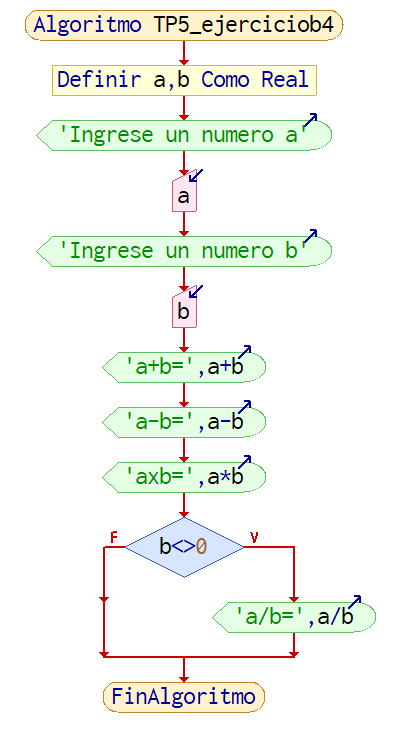 Algoritmo TP5_ejerciciob4
Definir a,b Como Real
'Ingrese un numero a'
a
'Ingrese un numero b'
b
'a+b=',a+b
'a-b=',a-b
'axb=',a*b
F
b<>0
V
'a/b=',a/b
FinAlgoritmo